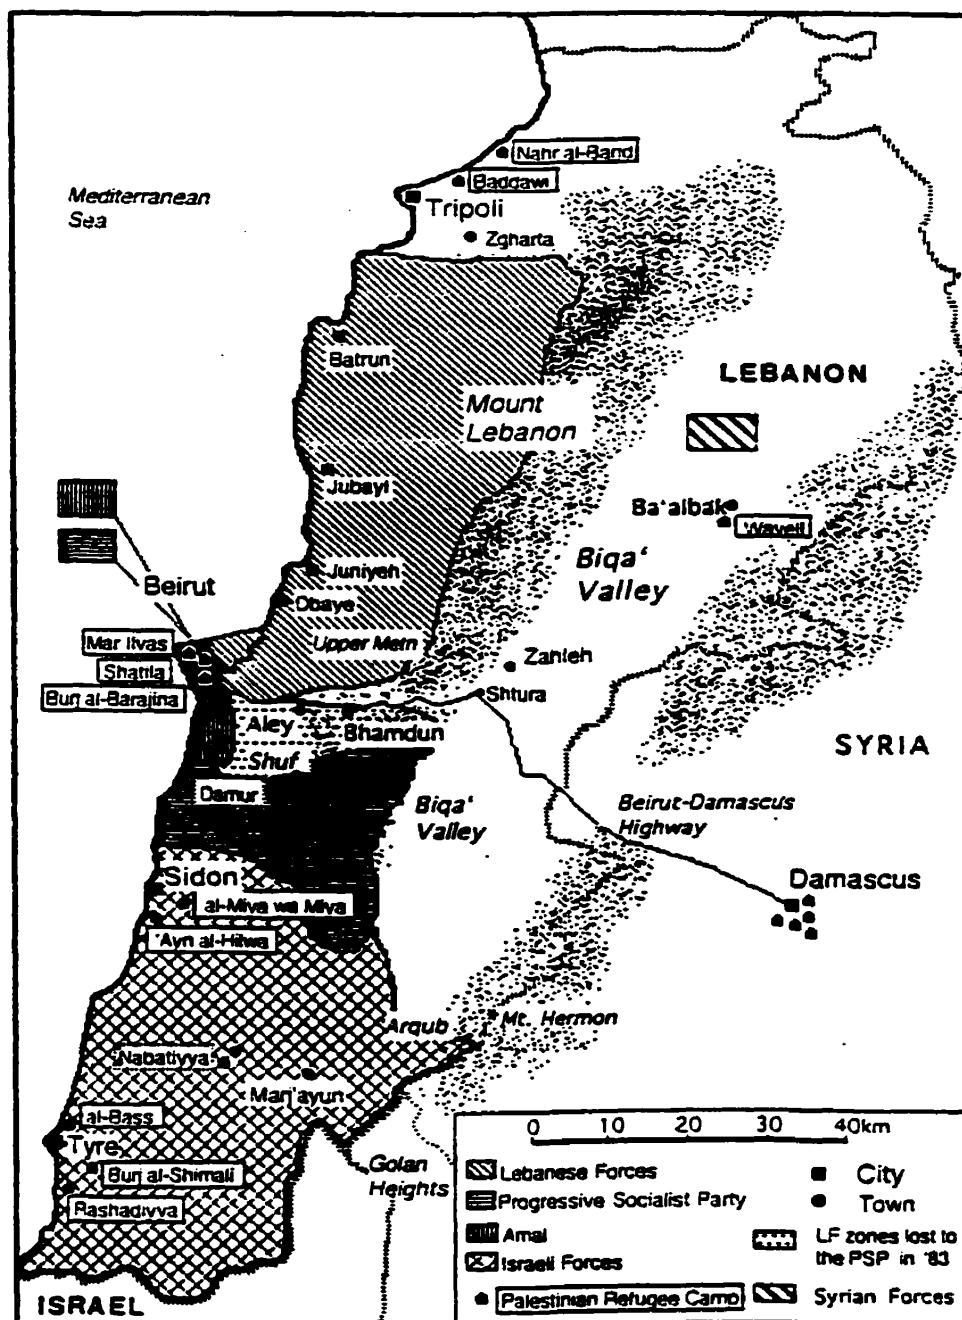 Nahr al-Band
Baddawi
Mediterranean
Sea
Tripoli
Zgharta
Batrun
LEBANON
Mount
Lebanon
Jubayl
Ba'albak
Wavell
Biqa'
Valley
Juniyeh
Beirut
Dbaye
Upper Metn
Mar Ilyas
Zahleh
Shatila
Shtura
Burj al-Barajina
Aley
Bhamdun
SYRIA
Shuf
Damur
Biqa'
Valley
Beirut-Damascus
Highway
Sidon
Damascus
al-Miya wa Miya
'Ayn al-Hilwa
Arqub
Mt. Hermon
Nabatiyya
Marj'ayun
al-Bass
Tyre
Burj al-Shimali
Golan
Heights
Rashadiyya
ISRAEL
0 10 20 30 40km
Lebanese Forces
Progressive Socialist Party
Amal
Israeli Forces
Palestinian Refugee Camp
City
Town
LF zones lost to
the PSP in '83
Syrian Forces